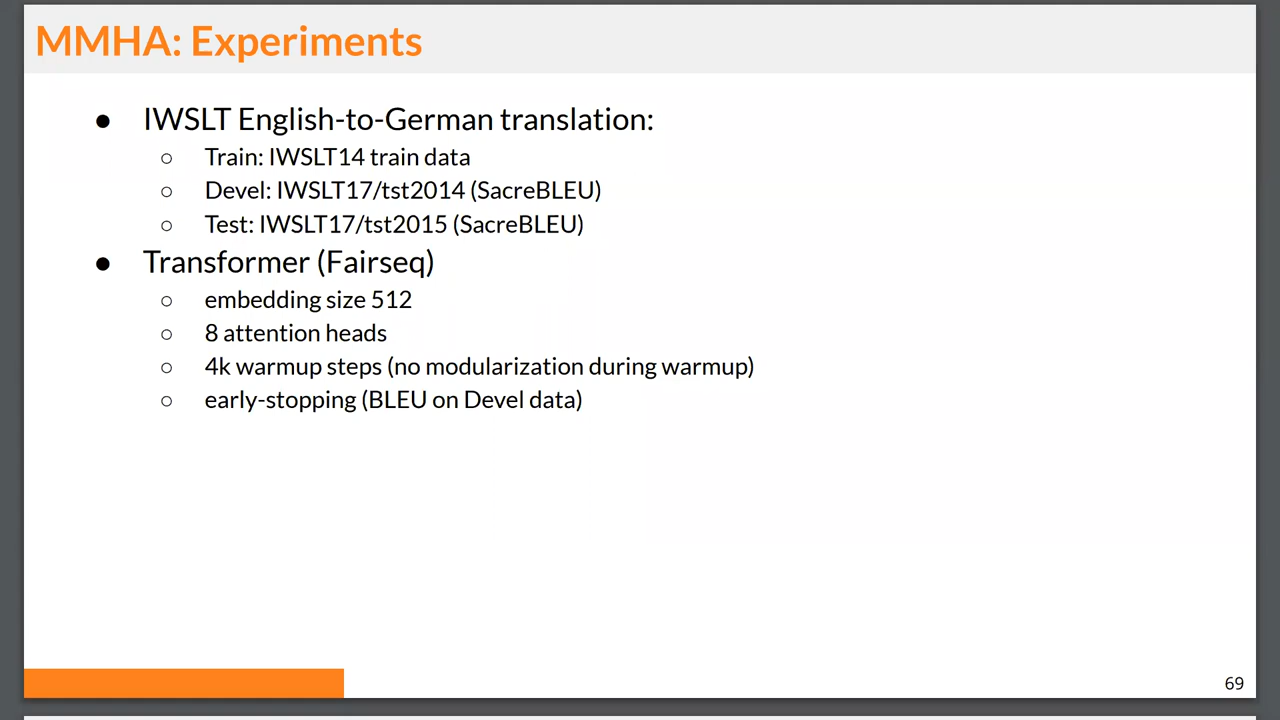 MMHA: Experiments
● IWSLT English-to-German translation:
○ Train: IWSLT14 train data
○ Devel: IWSLT17/tst2014 (SacreBLEU)
○ Test: IWSLT17/tst2015 (SacreBLEU)
● Transformer (Fairseq)
○ embedding size 512
○ 8 attention heads
○ 4k warmup steps (no modularization during warmup)
○ early-stopping (BLEU on Devel data)
69